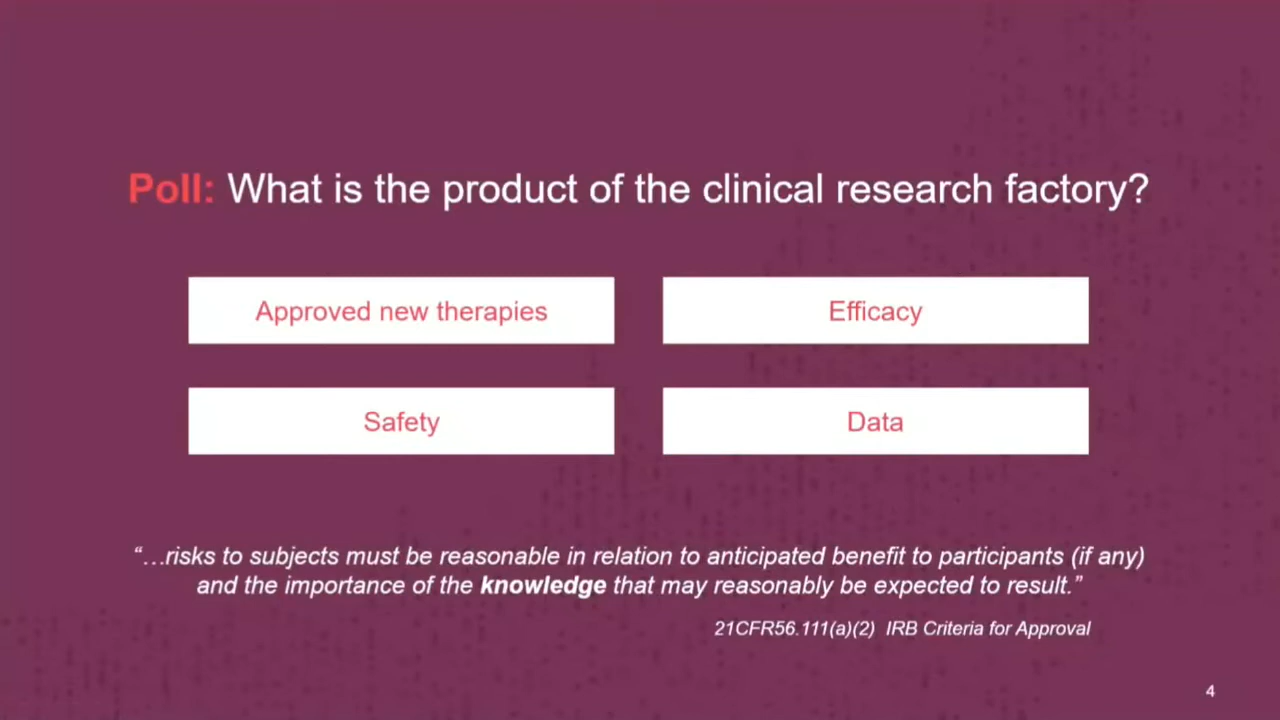 Poll: What is the product of the clinical research factory?
Approved new therapies
Efficacy
Safety
Data
“…risks to subjects must be reasonable in relation to anticipated benefit to participants (if any)
and the importance of the knowledge that may reasonably be expected to result.”
21CFR56.111(a)(2) IRB Criteria for Approval
4